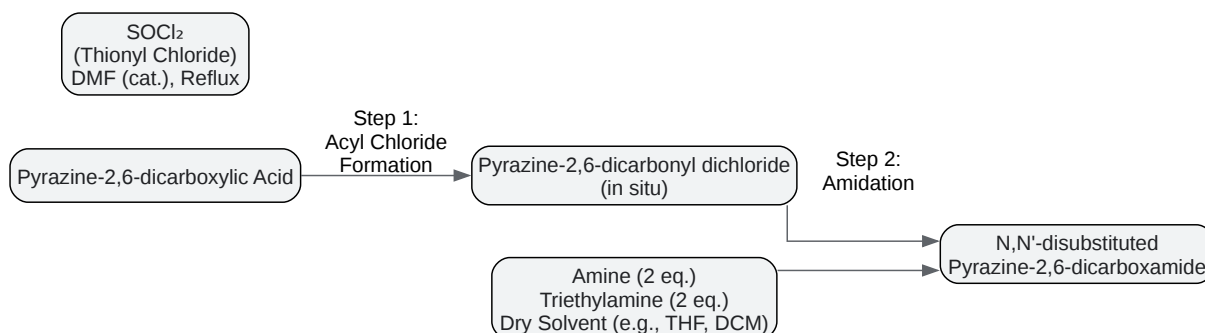 SOCl₂
(Thionyl Chloride)
DMF (cat.), Reflux
Step 1:
Acyl Chloride
Formation
Pyrazine-2,6-dicarboxylic Acid
Pyrazine-2,6-dicarbonyl dichloride
(in situ)
Step 2:
Amidation
N,N'-disubstituted
Pyrazine-2,6-dicarboxamide
Amine (2 eq.)
Triethylamine (2 eq.)
Dry Solvent (e.g., THF, DCM)